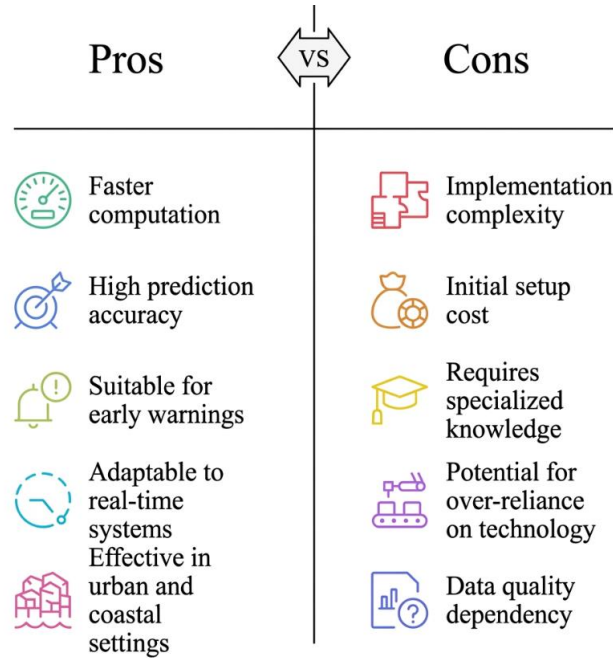 Pros
VS
Cons
Faster
computation
High prediction
accuracy
Suitable for
early warnings
Adaptable to
real-time
systems
Effective in
urban and
coastal
settings
Implementation
complexity
Initial setup
cost
Requires
specialized
knowledge
Potential for
over-reliance
on technology
Data quality
dependency